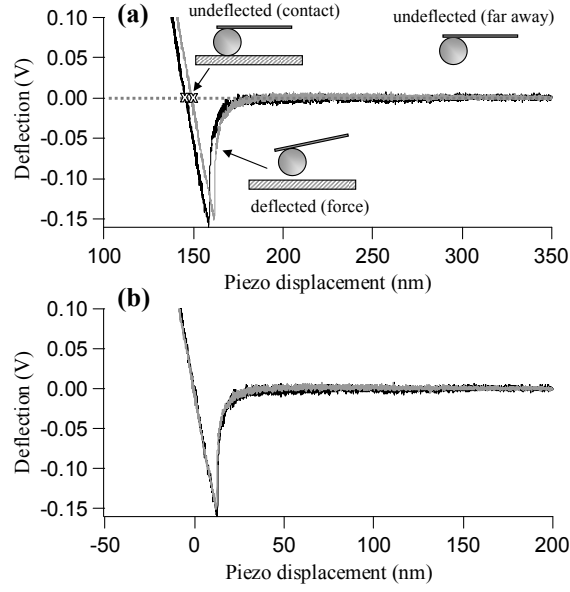 (a)
undeflected (contact)
undeflected (far away)
0.10
0.05
0.00
-0.05
-0.10
-0.15
Deflection (V)
deflected (force)
100
150
200
250
300
350
Piezo displacement (nm)
(b)
0.10
0.05
0.00
-0.05
-0.10
-0.15
Deflection (V)
-50
0
50
100
150
200
Piezo displacement (nm)